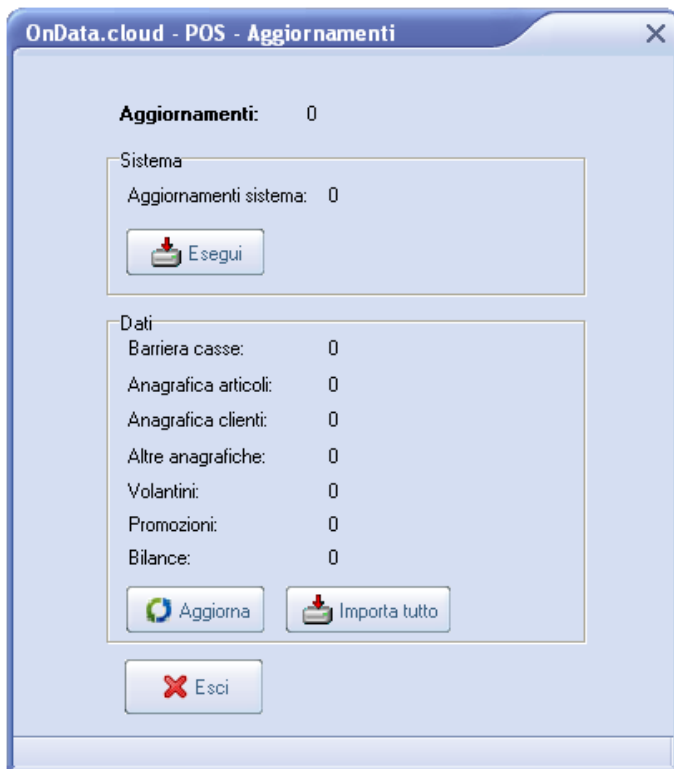 OnData.cloud - POS - Aggiornamenti
Aggiornamenti: 0
Sistema
Aggiornamenti sistema: 0
Esegui
Dati
Barriera casse: 0
Anagrafica articoli: 0
Anagrafica clienti: 0
Altre anagrafiche: 0
Volantini: 0
Promozioni: 0
Bilance: 0
Aggiorna Importa tutto
Esci